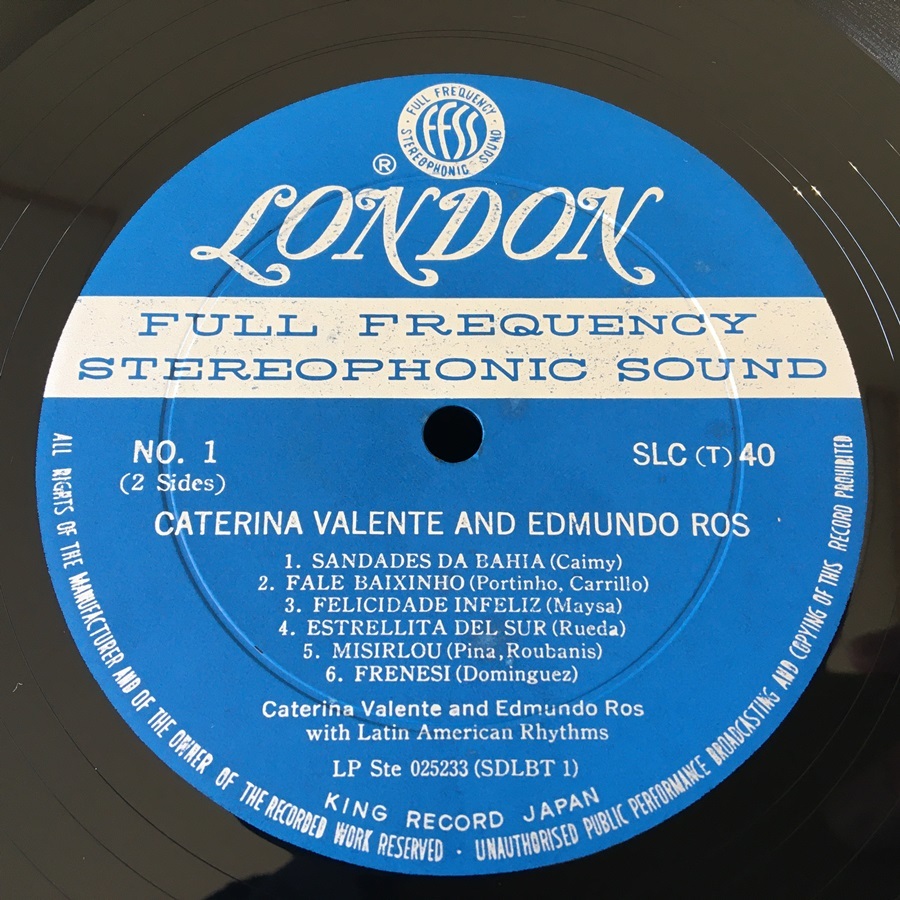 FULL FREQUENCY
FFSS
STEREOPHONIC SOUND
®
LONDON
FULL FREQUENCY
STEREOPHONIC SOUND
NO. 1
(2 Sides)
SLC (T) 40
CATERINA VALENTE AND EDMUNDO ROS
1. SANDADES DA BAHIA (Caimy)
2. FALE BAIXINHO (Portinho, Carrillo)
3. FELICIDADE INFELIZ (Maysa)
4. ESTRELLITA DEL SUR (Rueda)
5. MISIRLOU (Pina, Roubanis)
6. FRENESI (Dominguez)
Caterina Valente and Edmundo Ros
with Latin American Rhythms
LP Ste 025233 (SDLBT 1)
KING RECORD JAPAN
ALL RIGHTS OF THE MANUFACTURER AND OF THE OWNER OF THE RECORDED WORK RESERVED · UNAUTHORISED PUBLIC PERFORMANCE BROADCASTING AND COPYING OF THIS RECORD PROHIBITED